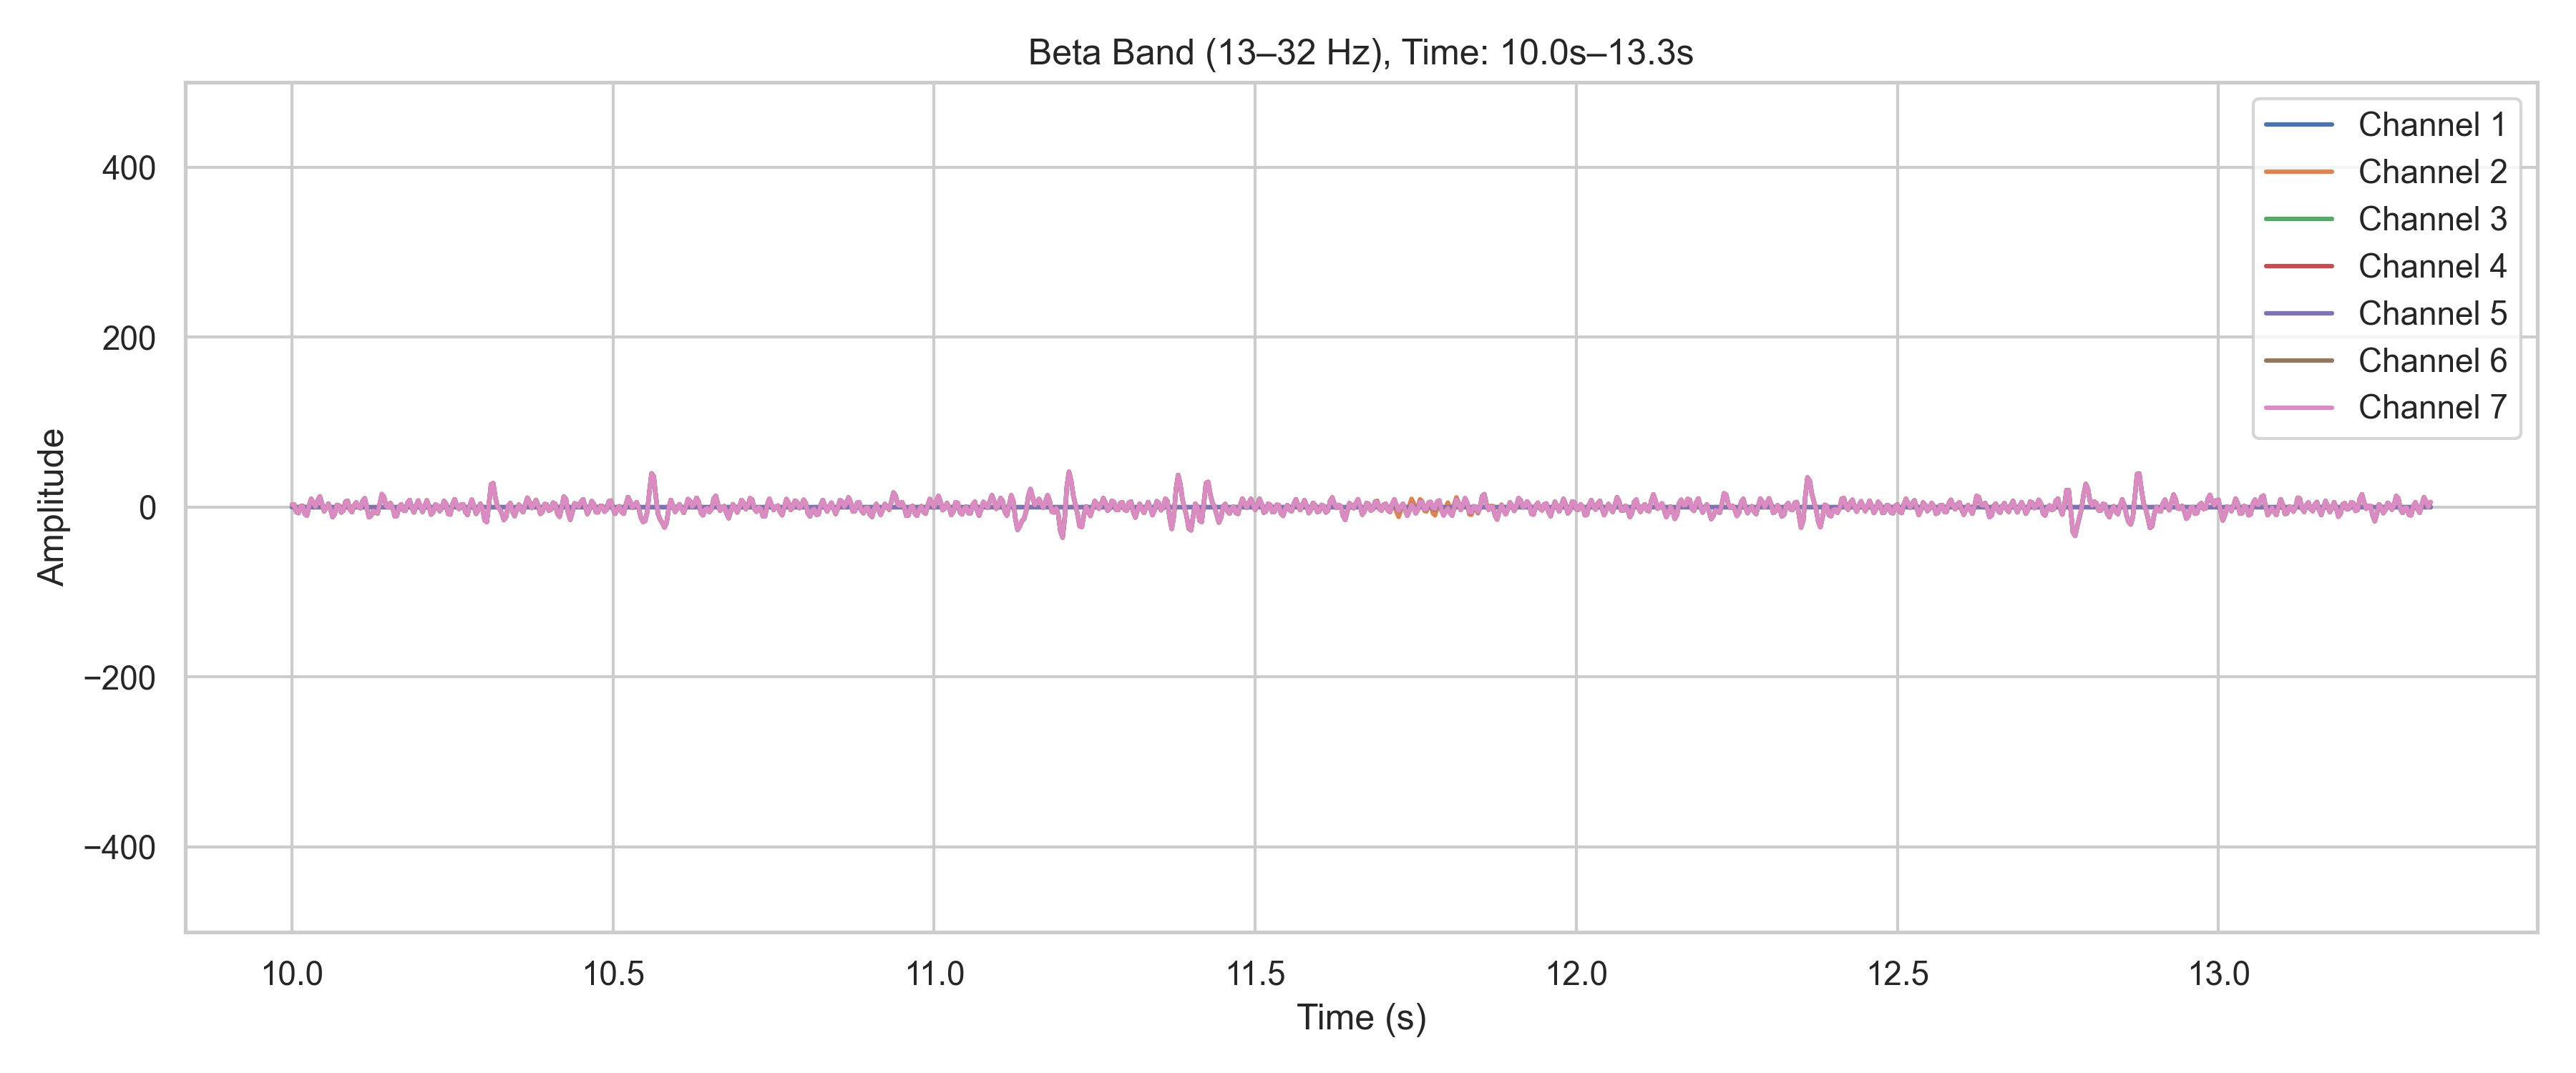 Beta Band (13–32 Hz), Time: 10.0s–13.3s
Channel 1
Channel 2
Channel 3
Channel 4
Channel 5
Channel 6
Channel 7
400
200
0
−200
−400
Amplitude
10.0 10.5 11.0 11.5 12.0 12.5 13.0
Time (s)